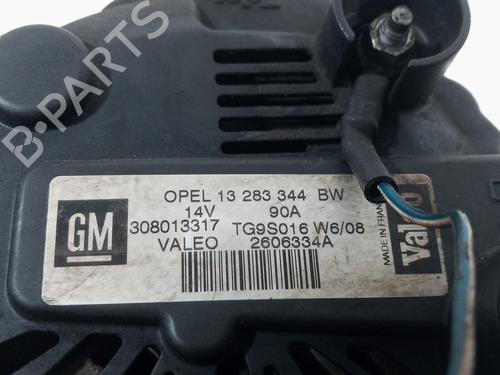 B-PARTS
GM
OPEL 13 283 344 BW
14V 90A
308013317 TG9S016 W6/08
VALEO 2606334A
MADE IN FRANCE
Valeo